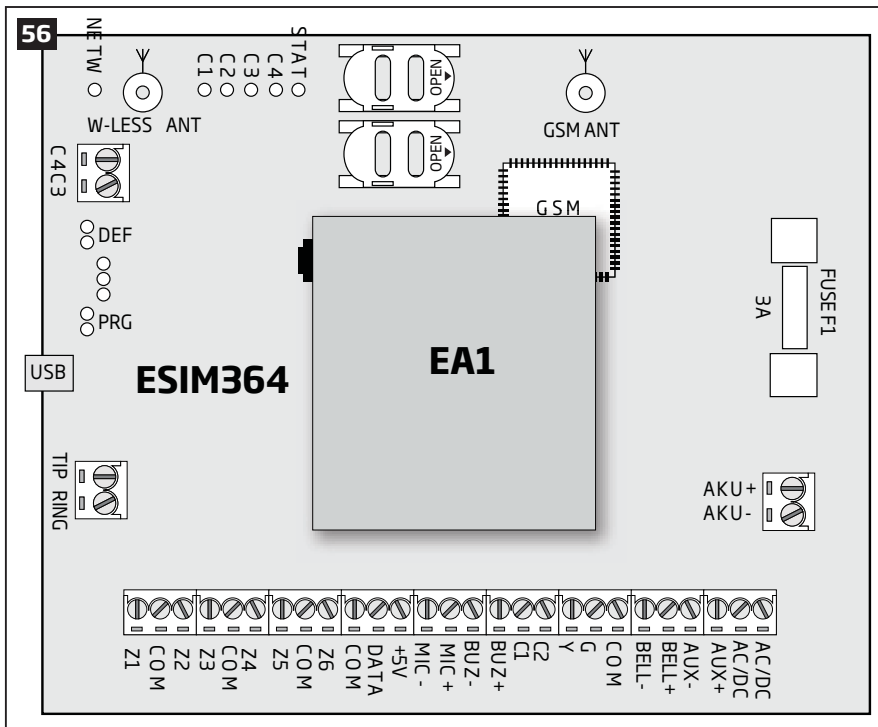 56
NETW
C1
C2
C3
C4
STAT
OPEN
W-LESS ANT
GSM ANT
OPEN
C4C3
GSM
DEF
FUSE F1
3A
PRG
USB
ESIM364
EA1
TIP RING
AKU+
AKU-
Z1
COM
Z2
Z3
COM
Z4
Z5
COM
Z6
COM
DATA
+5V
MIC -
MIC +
BUZ-
BUZ+
C1
C2
Y
G
COM
BELL-
BELL+
AUX-
AUX+
AC/DC
AC/DC